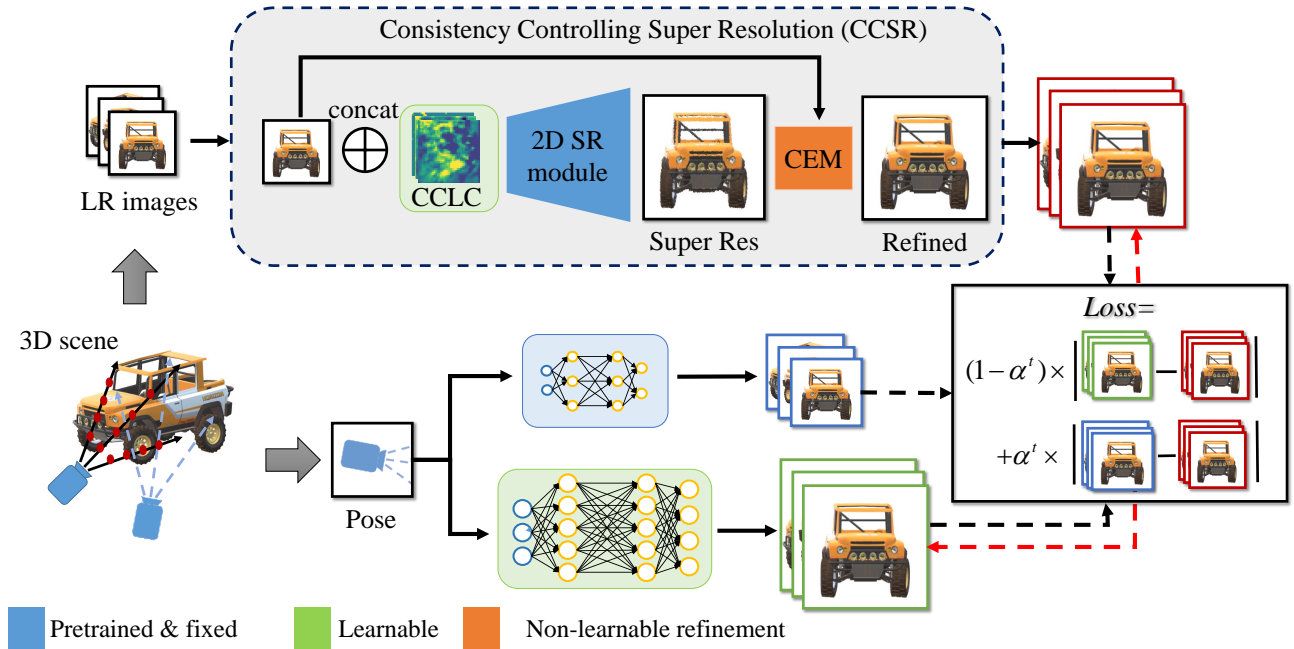 Consistency Controlling Super Resolution (CCSR)
concat
2D SR
module
CEM
CCLC
LR images
Super Res
Refined
Loss=
3D scene
(1−α^t)×
+α^t×
Pose
Pretrained & fixed
Learnable
Non-learnable refinement